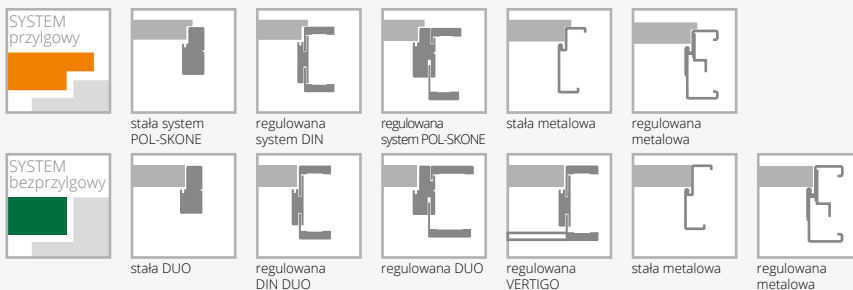 SYSTEM
przylgowy
stała system
POL-SKONE
regulowana
system DIN
regulowana
system POL-SKONE
stała metalowa
regulowana
metalowa
SYSTEM
bezprzylgowy
stała DUO
regulowana
DIN DUO
regulowana DUO
regulowana
VERTIGO
stała metalowa
regulowana
metalowa